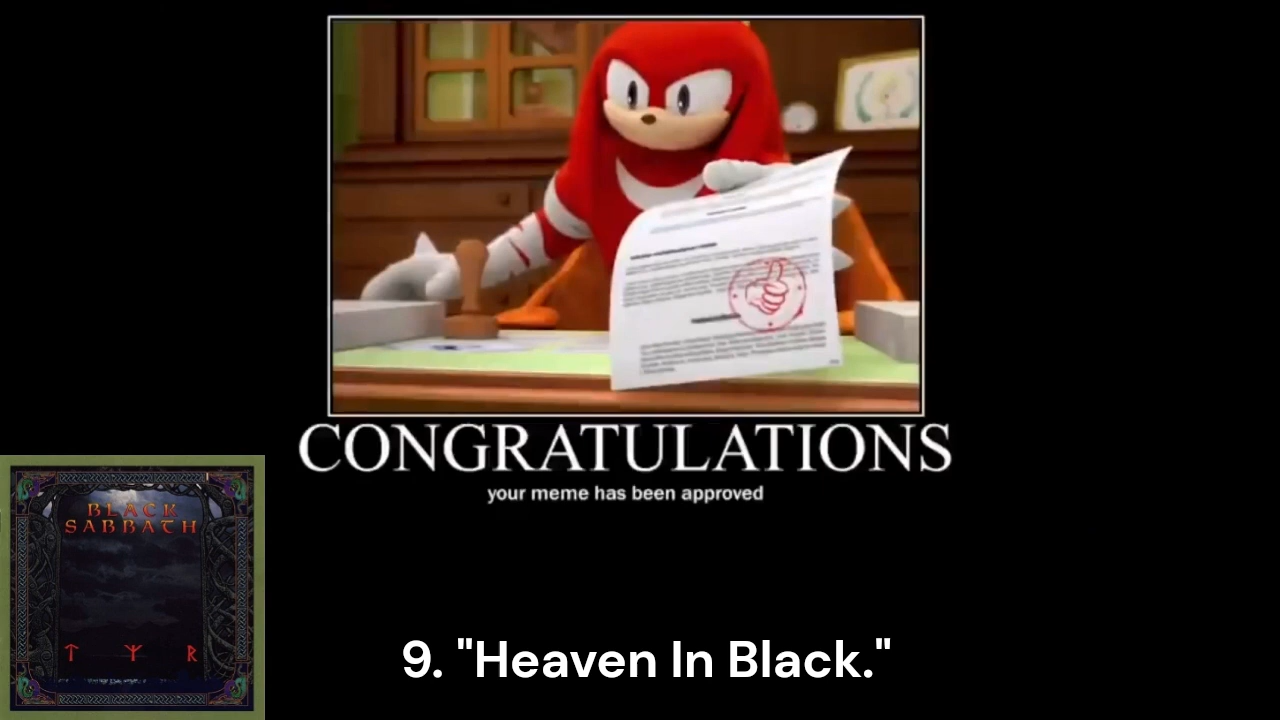 CONGRATULATIONS
your meme has been approved
BLACK
SABBATH
ᛏ ᛉ ᚱ
9. "Heaven In Black."